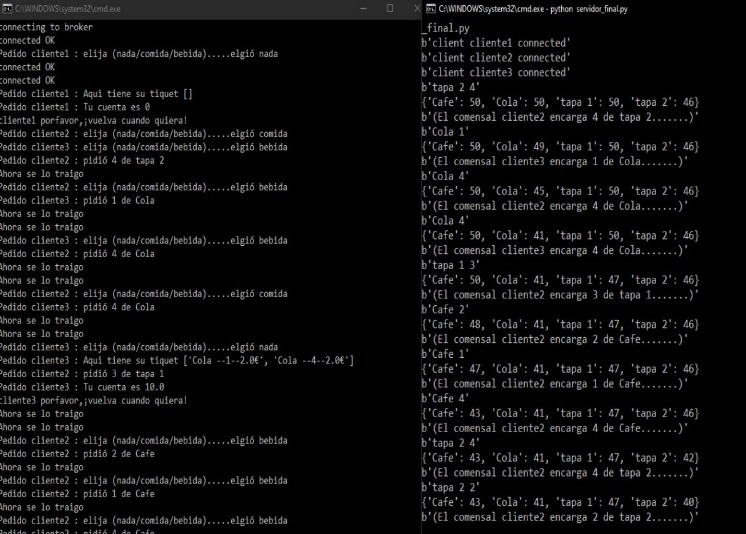 C:\WINDOWS\system32\cmd.exe
connecting to broker
connected OK
Pedido cliente1 : elija (nada/comida/bebida).....elgió nada
connected OK
connected OK
Pedido cliente1 : Aqui tiene su tiquet []
Pedido cliente1 : Tu cuenta es 0
cliente1 porfavor,¡vuelva cuando quiera!
Pedido cliente2 : elija (nada/comida/bebida).....elgió comida
Pedido cliente3 : elija (nada/comida/bebida).....elgió bebida
Pedido cliente2 : pidió 4 de tapa 2
Ahora se lo traigo
Pedido cliente2 : elija (nada/comida/bebida).....elgió bebida
Pedido cliente3 : pidió 1 de Cola
Ahora se lo traigo
Ahora se lo traigo
Pedido cliente3 : elija (nada/comida/bebida).....elgió bebida
Pedido cliente2 : pidió 4 de Cola
Ahora se lo traigo
Ahora se lo traigo
Pedido cliente2 : elija (nada/comida/bebida).....elgió comida
Pedido cliente3 : pidió 4 de Cola
Ahora se lo traigo
Ahora se lo traigo
Pedido cliente3 : elija (nada/comida/bebida).....elgió nada
Pedido cliente3 : Aqui tiene su tiquet ['Cola --1--2.0€', 'Cola --4--2.0€']
Pedido cliente2 : pidió 3 de tapa 1
Pedido cliente3 : Tu cuenta es 10.0
cliente3 porfavor,¡vuelva cuando quiera!
Ahora se lo traigo
Ahora se lo traigo
Pedido cliente2 : elija (nada/comida/bebida).....elgió bebida
Ahora se lo traigo
Pedido cliente2 : pidió 2 de Cafe
Ahora se lo traigo
Pedido cliente2 : elija (nada/comida/bebida).....elgió bebida
Ahora se lo traigo
Pedido cliente2 : pidió 1 de Cafe
Ahora se lo traigo
Pedido cliente2 : elija (nada/comida/bebida).....elgió bebida
Pedido cliente2 : pidió 4 de Cafe
C:\WINDOWS\system32\cmd.exe - python servidor_final.py
_final.py
b'client cliente1 connected'
b'client cliente2 connected'
b'client cliente3 connected'
b'tapa 2 4'
{'Cafe': 50, 'Cola': 50, 'tapa 1': 50, 'tapa 2': 46}
b'(El comensal cliente2 encarga 4 de tapa 2.......)'
b'Cola 1'
{'Cafe': 50, 'Cola': 49, 'tapa 1': 50, 'tapa 2': 46}
b'(El comensal cliente3 encarga 1 de Cola.......)'
b'Cola 4'
{'Cafe': 50, 'Cola': 45, 'tapa 1': 50, 'tapa 2': 46}
b'(El comensal cliente2 encarga 4 de Cola.......)'
b'Cola 4'
{'Cafe': 50, 'Cola': 41, 'tapa 1': 50, 'tapa 2': 46}
b'(El comensal cliente3 encarga 4 de Cola.......)'
b'tapa 1 3'
{'Cafe': 50, 'Cola': 41, 'tapa 1': 47, 'tapa 2': 46}
b'(El comensal cliente2 encarga 3 de tapa 1.......)'
b'Cafe 2'
{'Cafe': 48, 'Cola': 41, 'tapa 1': 47, 'tapa 2': 46}
b'(El comensal cliente2 encarga 2 de Cafe.......)'
b'Cafe 1'
{'Cafe': 47, 'Cola': 41, 'tapa 1': 47, 'tapa 2': 46}
b'(El comensal cliente2 encarga 1 de Cafe.......)'
b'Cafe 4'
{'Cafe': 43, 'Cola': 41, 'tapa 1': 47, 'tapa 2': 46}
b'(El comensal cliente2 encarga 4 de Cafe.......)'
b'tapa 2 4'
{'Cafe': 43, 'Cola': 41, 'tapa 1': 47, 'tapa 2': 42}
b'(El comensal cliente2 encarga 4 de tapa 2.......)'
b'tapa 2 2'
{'Cafe': 43, 'Cola': 41, 'tapa 1': 47, 'tapa 2': 40}
b'(El comensal cliente2 encarga 2 de tapa 2.......)'